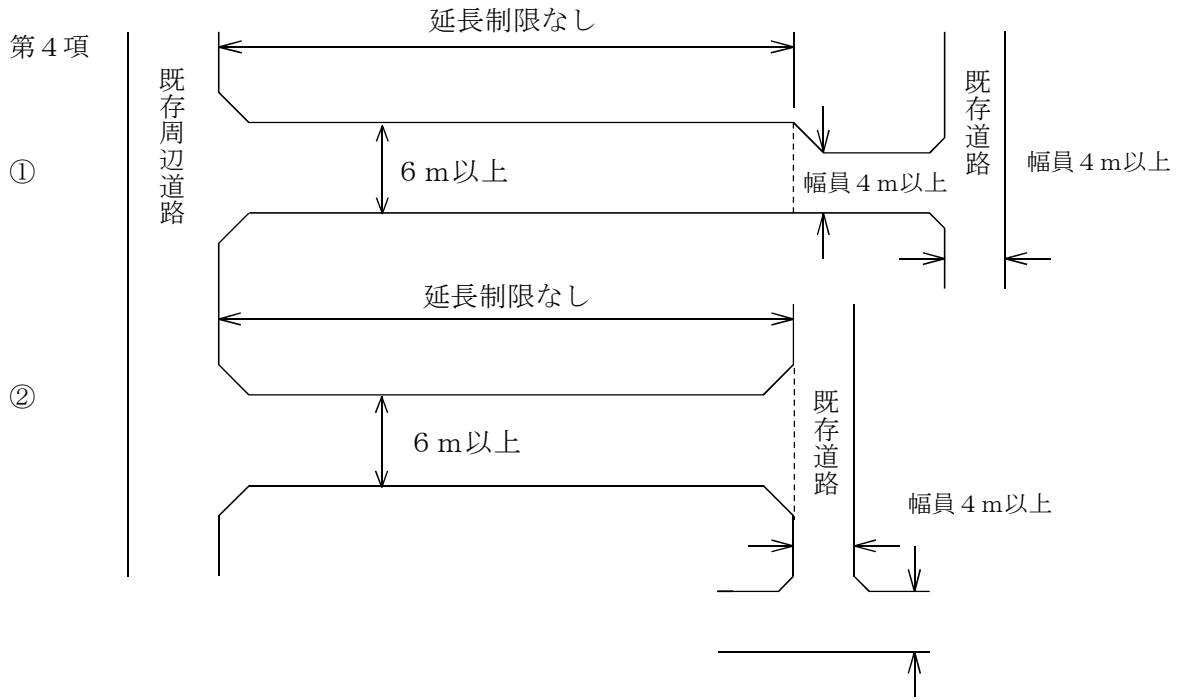 第４項
延長制限なし
既存周辺道路
既存道路
①
６ｍ以上
幅員４ｍ以上
幅員４ｍ以上
延長制限なし
②
６ｍ以上
既存道路
幅員４ｍ以上